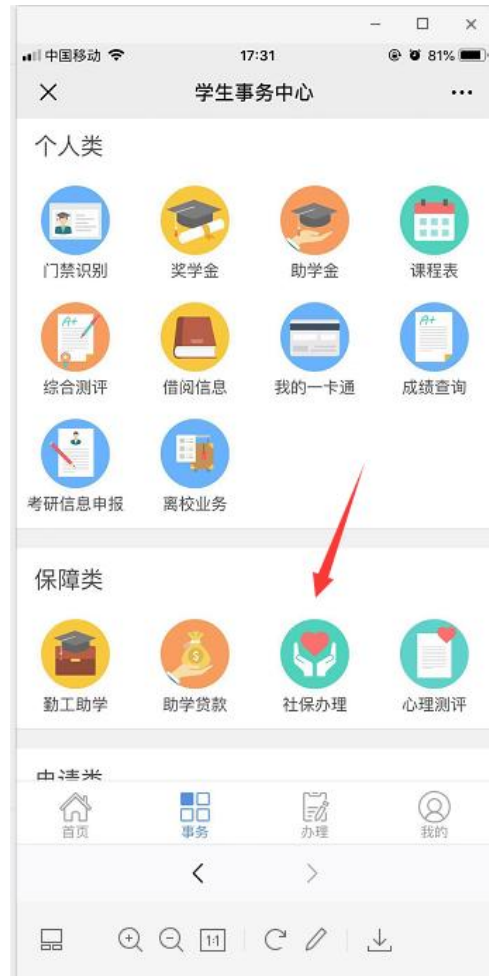 中国移动 17:31 81%
学生事务中心
个人类
门禁识别 奖学金 助学金 课程表
综合测评 借阅信息 我的一卡通 成绩查询
考研信息申报 离校业务
保障类
勤工助学 助学贷款 社保办理 心理测评
申请类
首页 事务 办理 我的
1:1